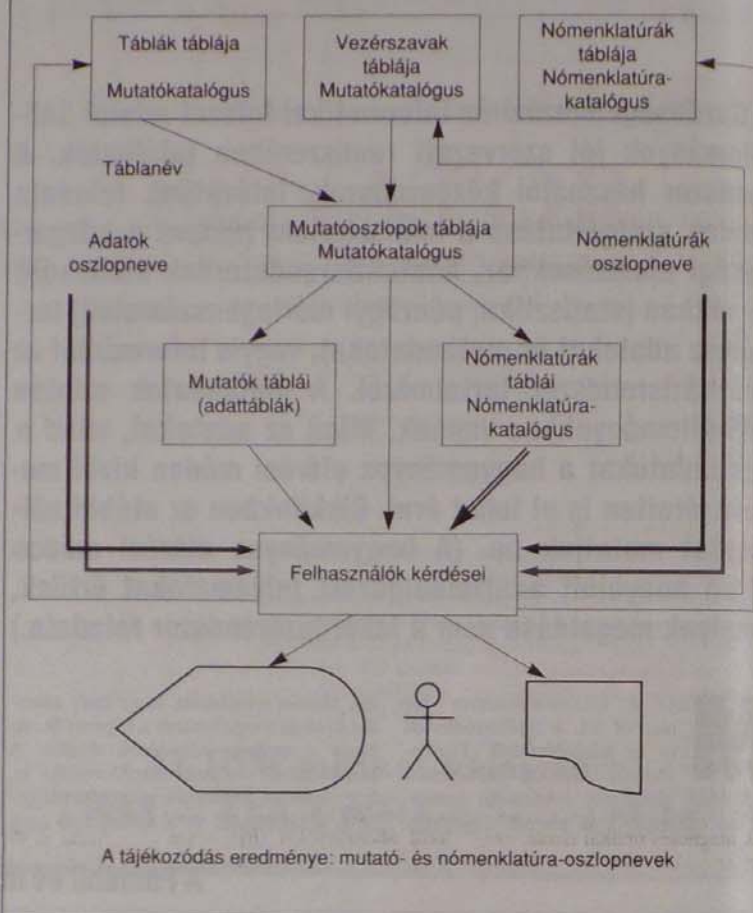 Táblák táblája
Mutatókatalógus
Vezérszavak
táblája
Mutatókatalógus
Nómenklatúrák
táblája
Nómenklatúra-
katalógus
Táblanév
Adatok
oszlopneve
Mutatóoszlopok táblája
Mutatókatalógus
Nómenklatúrák
oszlopneve
Mutatók táblái
(adattáblák)
Nómenklatúrák
táblái
Nómenklatúra-
katalógus
Felhasználók kérdései
A tájékozódás eredménye: mutató- és nómenklatúra-oszlopnevek